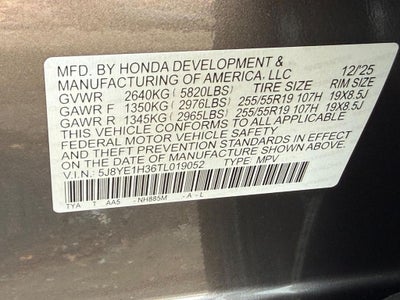 MFD. BY HONDA DEVELOPMENT & 12/25
MANUFACTURING OF AMERICA, LLC TIRE SIZE RIM SIZE
GVWR 2640KG (5820LBS)
GAWR F 1350KG (2976LBS) 255/55R19 107H 19X8.5J
GAWR R 1345KG (2965LBS) 255/55R19 107H 19X8.5J
THIS VEHICLE CONFORMS TO ALL APPLICABLE
FEDERAL MOTOR VEHICLE SAFETY
AND THEFT PREVENTION STANDARDS IN EFFECT ON THE
DATE OF MANUFACTURE SHOWN ABOVE.
V.I.N.: 5J8YE1H36TL019052 TYPE: MPV
TYA 1 AA5 - NH885M - A - L